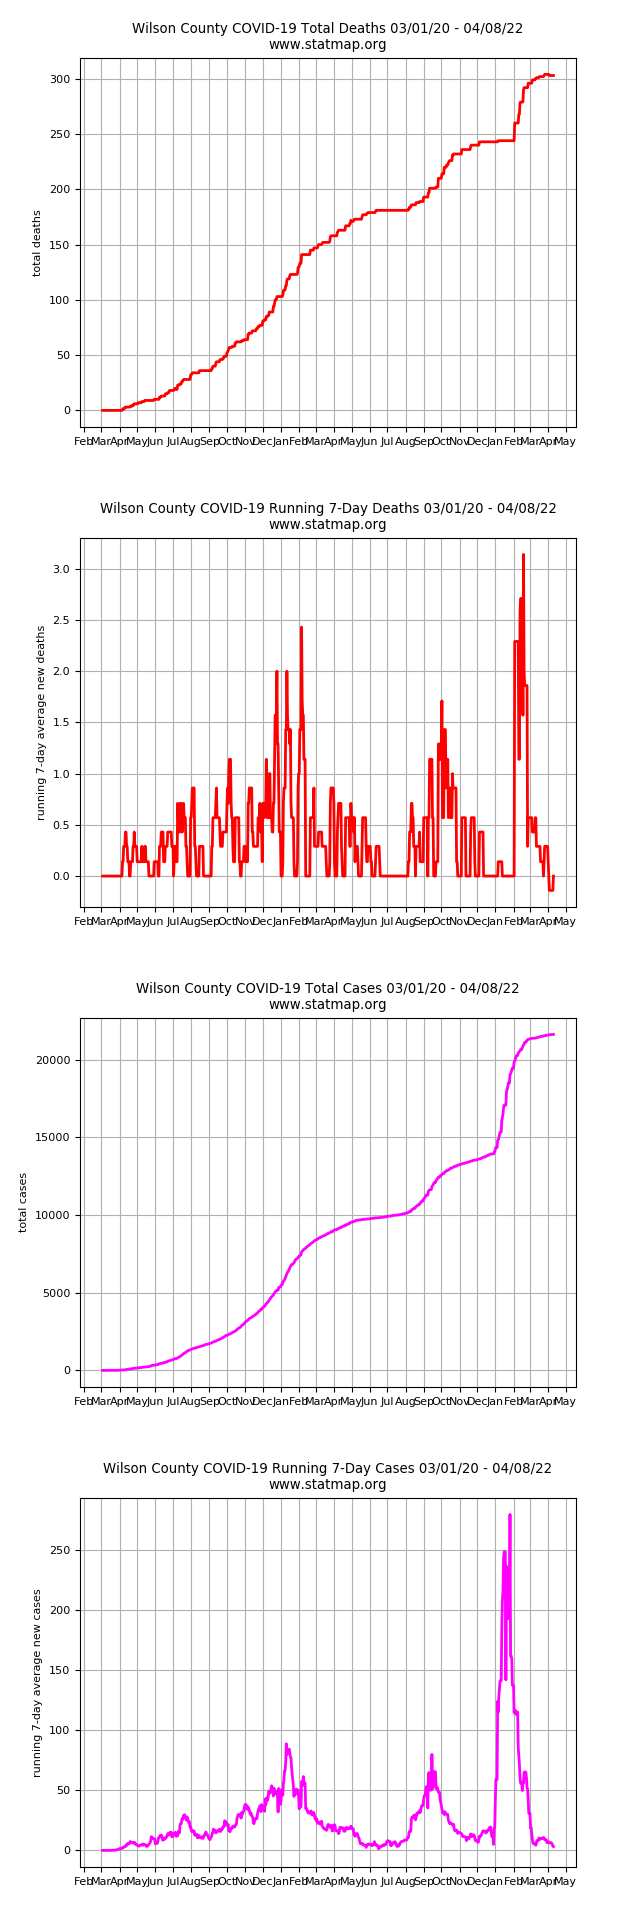 Wilson County COVID-19 Total Deaths 03/01/20 - 04/08/22
www.statmap.org
300
250
200
150
100
50
0
total deaths
Feb Mar Apr May Jun Jul Aug Sep Oct Nov Dec Jan Feb Mar Apr May Jun Jul Aug Sep Oct Nov Dec Jan Feb Mar Apr May
Wilson County COVID-19 Running 7-Day Deaths 03/01/20 - 04/08/22
www.statmap.org
3.0
2.5
2.0
1.5
1.0
0.5
0.0
running 7-day average new deaths
Feb Mar Apr May Jun Jul Aug Sep Oct Nov Dec Jan Feb Mar Apr May Jun Jul Aug Sep Oct Nov Dec Jan Feb Mar Apr May
Wilson County COVID-19 Total Cases 03/01/20 - 04/08/22
www.statmap.org
20000
15000
10000
5000
0
total cases
Feb Mar Apr May Jun Jul Aug Sep Oct Nov Dec Jan Feb Mar Apr May Jun Jul Aug Sep Oct Nov Dec Jan Feb Mar Apr May
Wilson County COVID-19 Running 7-Day Cases 03/01/20 - 04/08/22
www.statmap.org
250
200
150
100
50
0
running 7-day average new cases
Feb Mar Apr May Jun Jul Aug Sep Oct Nov Dec Jan Feb Mar Apr May Jun Jul Aug Sep Oct Nov Dec Jan Feb Mar Apr May